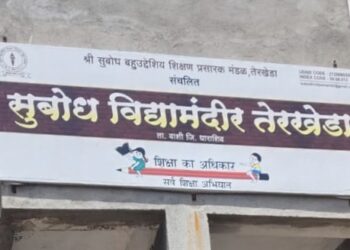 श्री सुबोध बहुउद्देशिय शिक्षण प्रसारक मंडळ, तेरखेडा
संचलित
सुबोध विद्यामंदीर तेरखेडा
ता. वाशी जि. धाराशिव
शिक्षा का अधिकार
सर्व शिक्षा अभियान